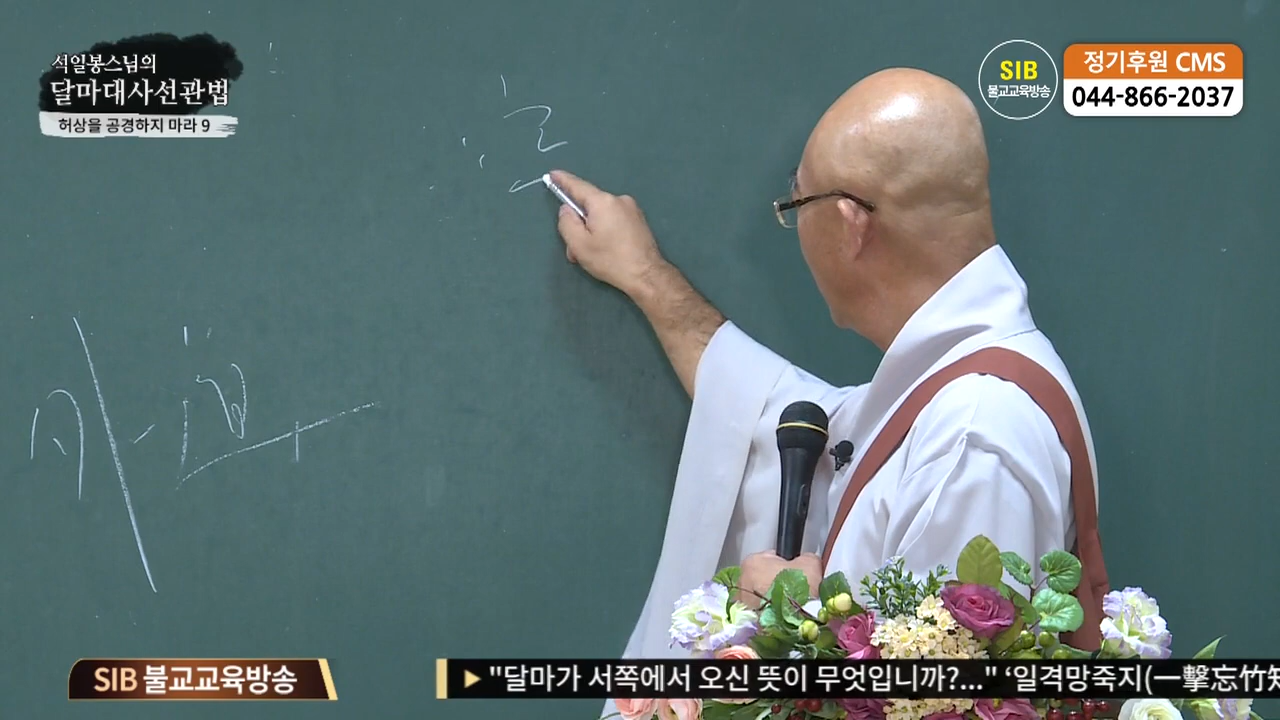 석일봉스님의
달마대사선관법
허상을 공경하지 마라 9
SIB
불교교육방송
정기후원 CMS
044-866-2037
마음
SIB 불교교육방송
▶ "달마가 서쪽에서 오신 뜻이 무엇입니까?..." ‘일격망죽지(一擊忘竹知